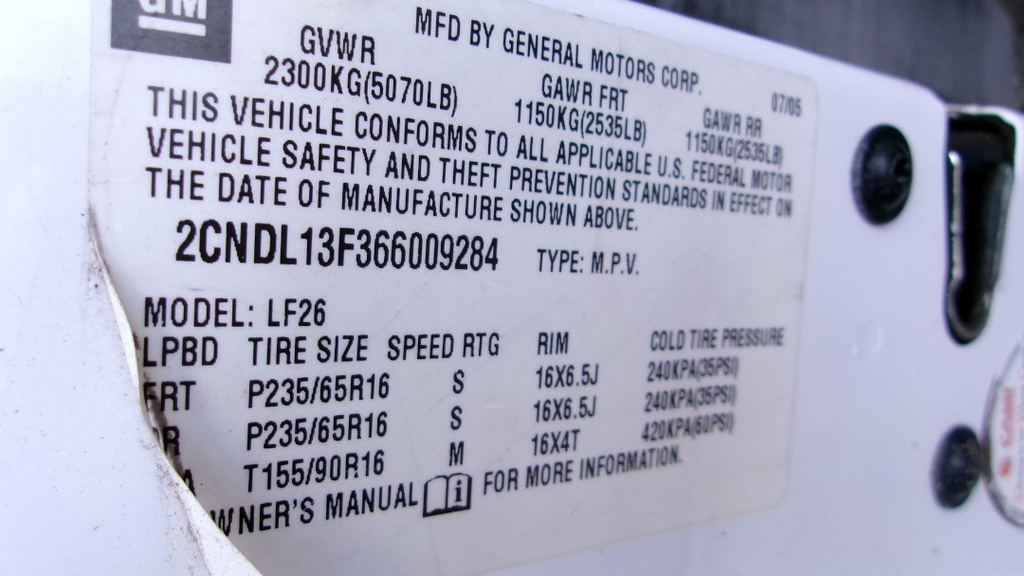 GM
MFD BY GENERAL MOTORS CORP.
07/05
GVWR GAWR FRT GAWR RR
2300KG(5070LB) 1150KG(2535LB) 1150KG(2535LB)
THIS VEHICLE CONFORMS TO ALL APPLICABLE U.S. FEDERAL MOTOR
VEHICLE SAFETY AND THEFT PREVENTION STANDARDS IN EFFECT ON
THE DATE OF MANUFACTURE SHOWN ABOVE.
2CNDL13F366009284 TYPE: M.P.V.
MODEL: LF26
LPBD TIRE SIZE SPEED RTG RIM COLD TIRE PRESSURE
FRT P235/65R16 S 16X6.5J 240KPA(35PSI)
R P235/65R16 S 16X6.5J 240KPA(35PSI)
A T155/90R16 M 16X4T 420KPA(60PSI)
WNER'S MANUAL i FOR MORE INFORMATION.